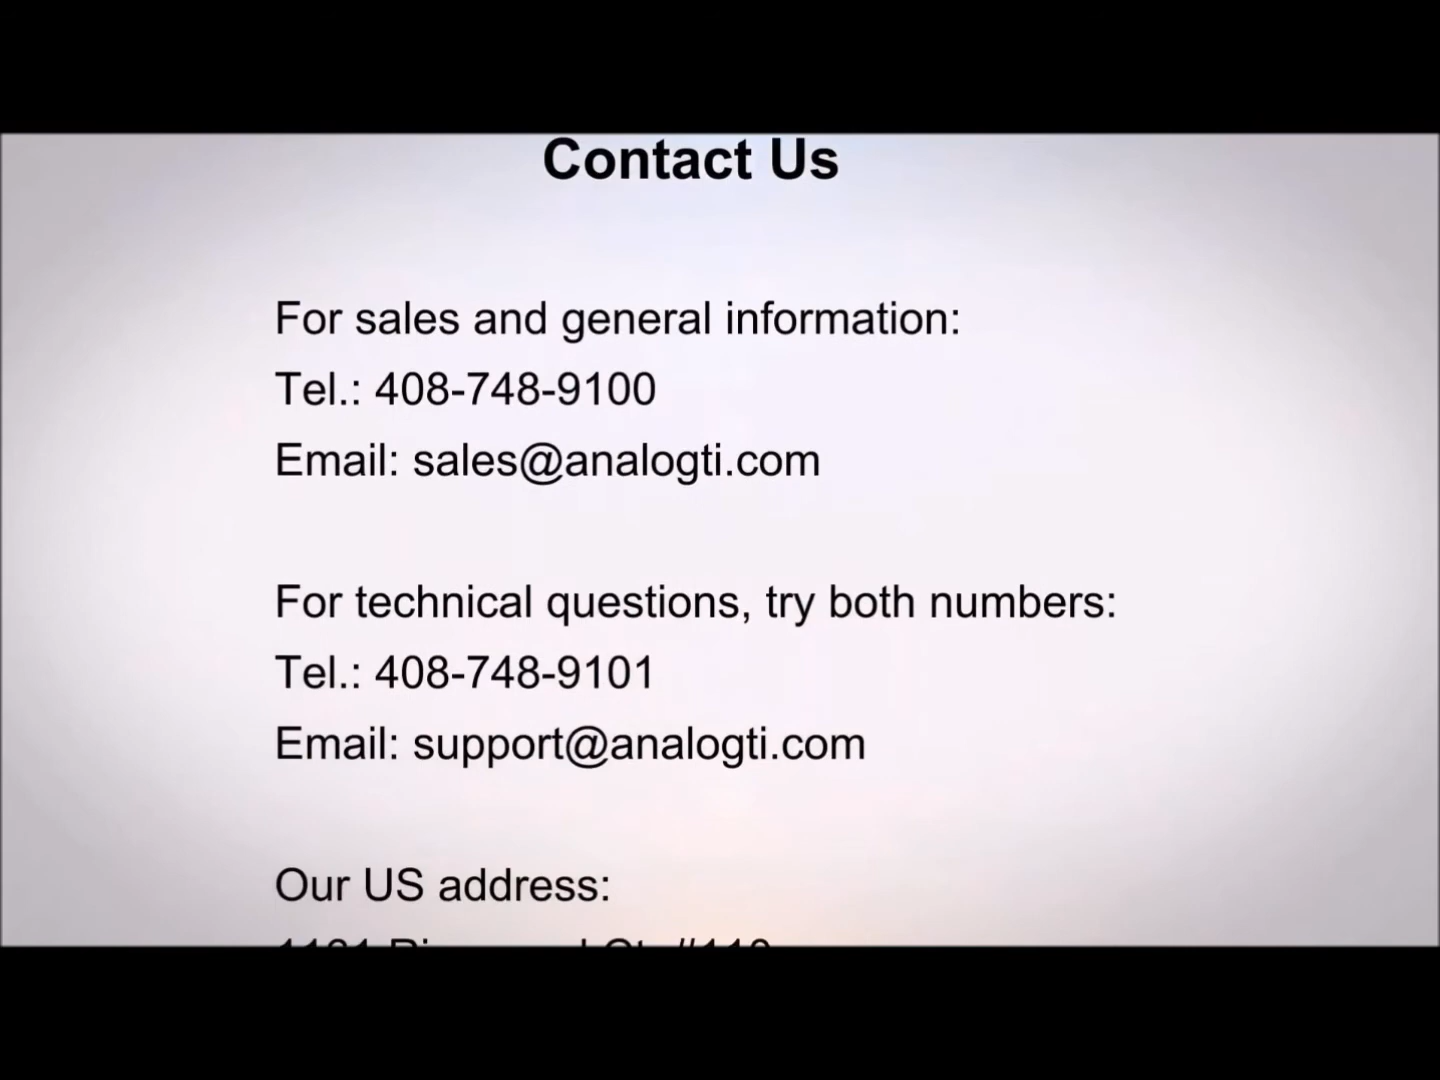 Contact Us
For sales and general information:
Tel.: 408-748-9100
Email: sales@analogti.com
For technical questions, try both numbers:
Tel.: 408-748-9101
Email: support@analogti.com
Our US address: